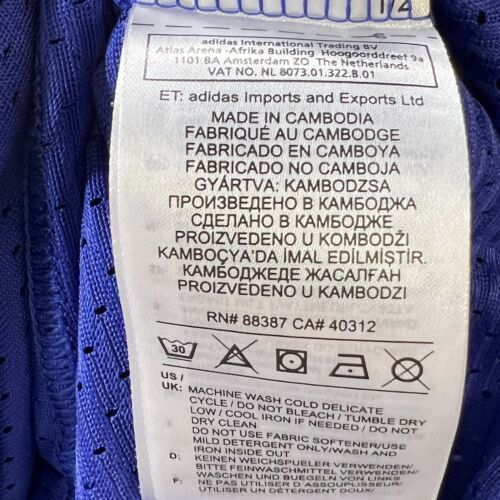 12
adidas International Trading BV
Atlas Arena -Afrika Building Hoogoorddreef 9a
1101 BA Amsterdam ZO The Netherlands
VAT NO. NL 8073.01.322.B.01
ET: adidas Imports and Exports Ltd
MADE IN CAMBODIA
FABRIQUÉ AU CAMBODGE
FABRICADO EN CAMBOYA
FABRICADO NO CAMBOJA
GYÁRTVA: KAMBODZSA
ПРОИЗВЕДЕНО В КАМБОДЖА
СДЕЛАНО В КАМБОДЖЕ
PROIZVEDENO U KOMBODŽI
KAMBOÇYA'DA İMAL EDİLMİŞTİR.
КАМБОДЖЕДЕ ЖАСАЛҒАН
PROIZVEDENO U KAMBODZI
RN# 88387 CA# 40312
30
US /
UK: MACHINE WASH COLD DELICATE
CYCLE / DO NOT BLEACH / TUMBLE DRY
LOW / COOL IRON IF NEEDED / DO NOT
DRY CLEAN
DO NOT USE FABRIC SOFTENER/USE
MILD DETERGENT ONLY/WASH AND
IRON INSIDE OUT
D: KEINEN WEICHSPUELER VERWENDEN/
BITTE FEINWASCHMITTEL VERWENDEN/
WASCHEN UND BUEGELN VON LINKS
F: NE PAS UTILISER D ASSOUPLISSEUR/
UTILISER UN DETERGENT DOUX/